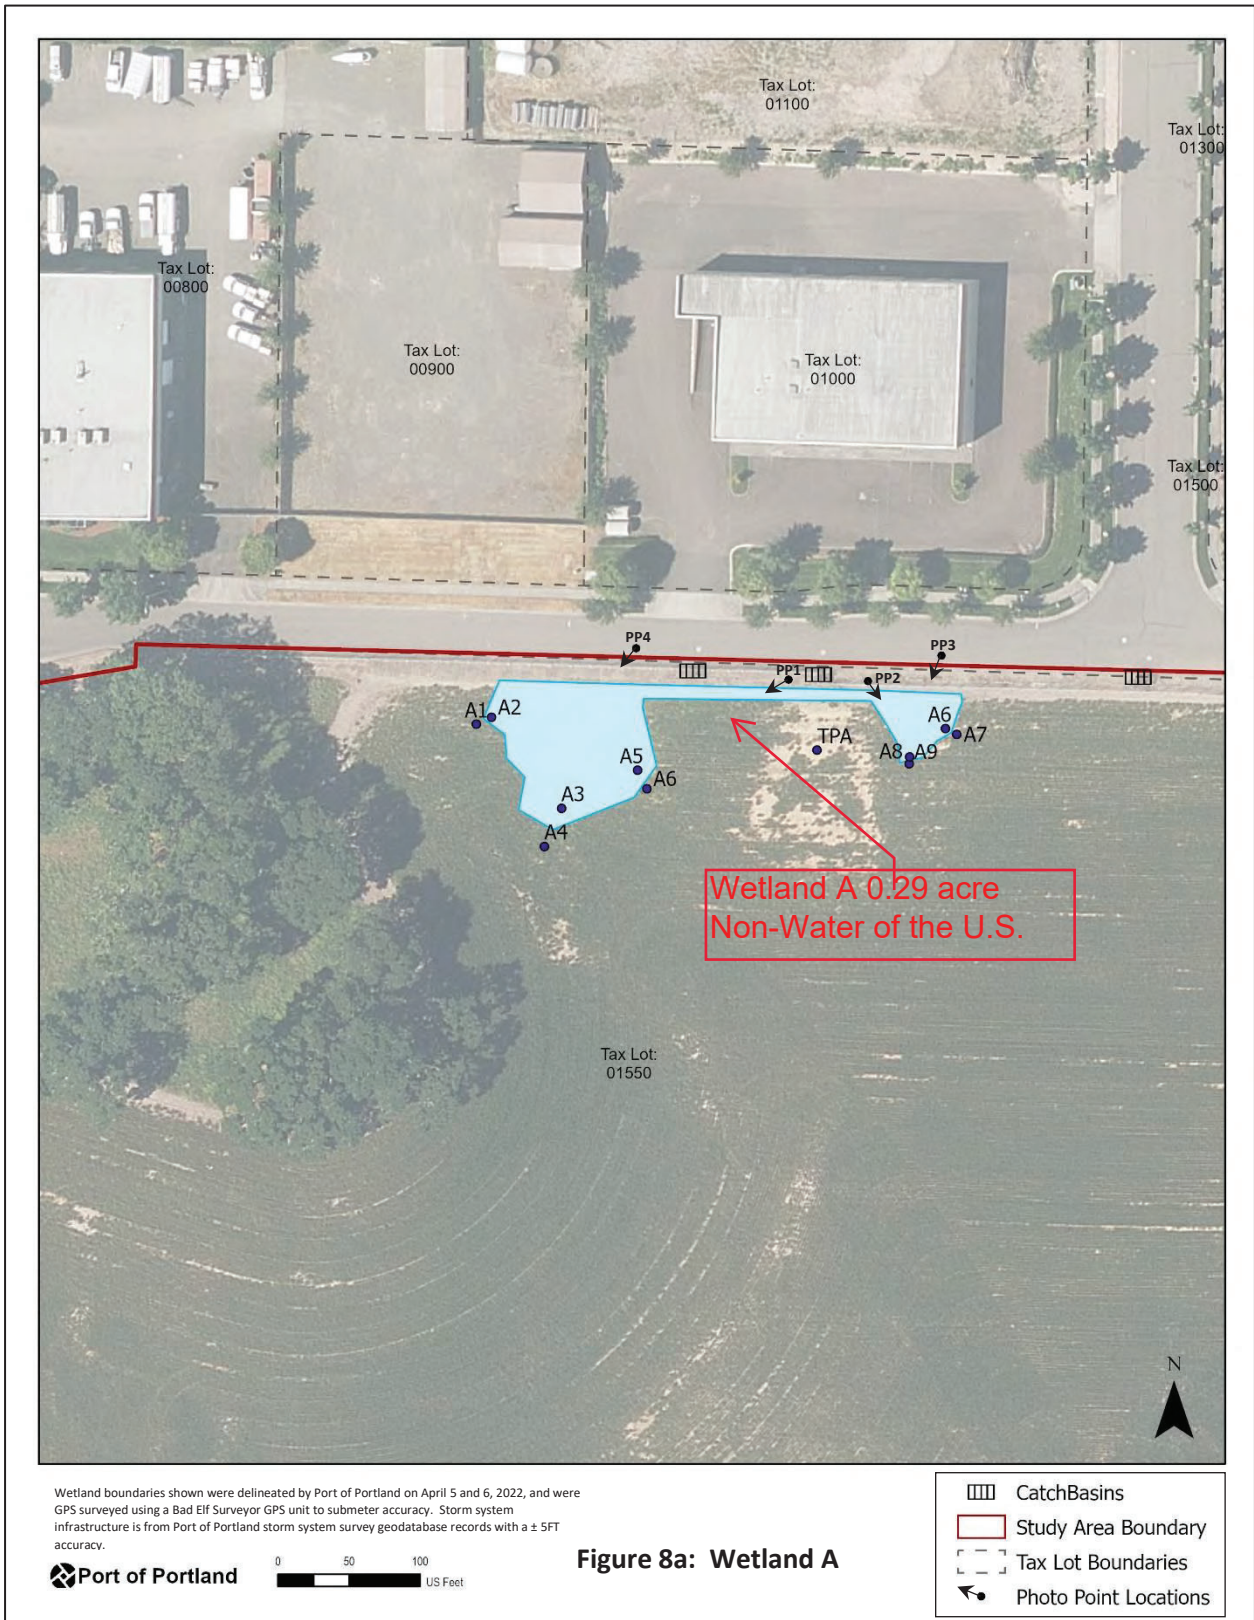 Tax Lot:
01100
Tax Lot:
01300
Tax Lot:
00800
Tax Lot:
00900
Tax Lot:
01000
Tax Lot:
01500
PP4
PP3
PP1
PP2
A1
A2
A6
A7
TPA
A8
A9
A5
A6
A3
A4
Wetland A 0.29 acre
Non-Water of the U.S.
Tax Lot:
01550
N
Wetland boundaries shown were delineated by Port of Portland on April 5 and 6, 2022, and were
GPS surveyed using a Bad Elf Surveyor GPS unit to submeter accuracy. Storm system
infrastructure is from Port of Portland storm system survey geodatabase records with a ± 5FT
accuracy.
Port of Portland
0 50 100
US Feet
Figure 8a: Wetland A
CatchBasins
Study Area Boundary
Tax Lot Boundaries
Photo Point Locations